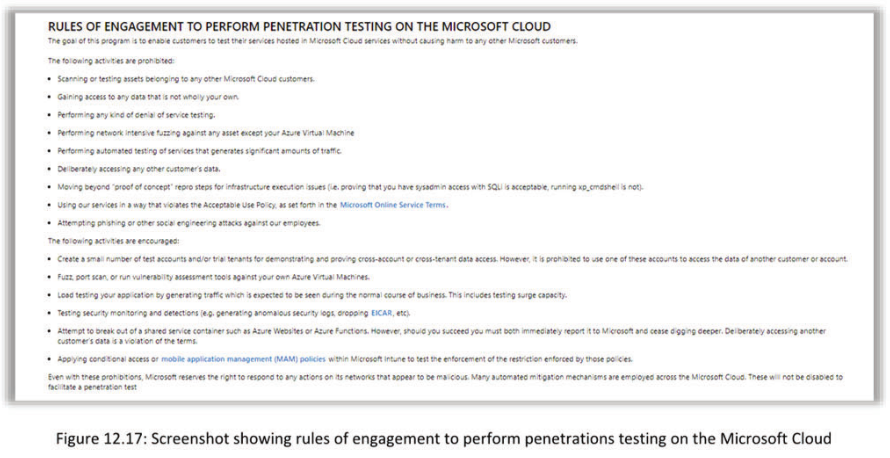 RULES OF ENGAGEMENT TO PERFORM PENETRATION TESTING ON THE MICROSOFT CLOUD
The goal of this program is to enable customers to test their services hosted in Microsoft Cloud services without causing harm to any other Microsoft customers.
The following activities are prohibited:
• Scanning or testing assets belonging to any other Microsoft Cloud customers.
• Gaining access to any data that is not wholly your own.
• Performing any kind of denial of service testing.
• Performing network intensive fuzzing against any asset except your Azure Virtual Machine
• Performing automated testing of services that generates significant amounts of traffic.
• Deliberately accessing any other customer's data.
• Moving beyond "proof of concept" repro steps for infrastructure execution issues (i.e. proving that you have sysadmin access with SQLi is acceptable, running xp_cmdshell is not).
• Using our services in a way that violates the Acceptable Use Policy, as set forth in the Microsoft Online Service Terms.
• Attempting phishing or other social engineering attacks against our employees.
The following activities are encouraged:
• Create a small number of test accounts and/or trial tenants for demonstrating and proving cross-account or cross-tenant data access. However, it is prohibited to use one of these accounts to access the data of another customer or account.
• Fuzz, port scan, or run vulnerability assessment tools against your own Azure Virtual Machines.
• Load testing your application by generating traffic which is expected to be seen during the normal course of business. This includes testing surge capacity.
• Testing security monitoring and detections (e.g. generating anomalous security logs, dropping EICAR, etc).
• Attempt to break out of a shared service container such as Azure Websites or Azure Functions. However, should you succeed you must both immediately report it to Microsoft and cease digging deeper. Deliberately accessing another
customer's data is a violation of the terms.
• Applying conditional access or mobile application management (MAM) policies within Microsoft Intune to test the enforcement of the restriction enforced by those policies.
Even with these prohibitions, Microsoft reserves the right to respond to any actions on its networks that appear to be malicious. Many automated mitigation mechanisms are employed across the Microsoft Cloud. These will not be disabled to
facilitate a penetration test
Figure 12.17: Screenshot showing rules of engagement to perform penetrations testing on the Microsoft Cloud